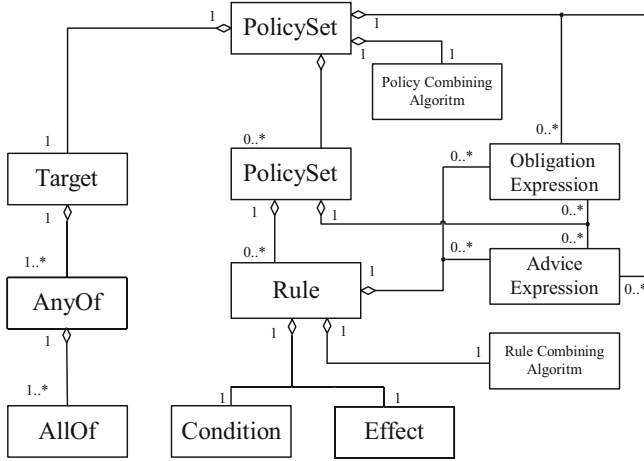 1
PolicySet
1
1
1
Policy Combining
Algoritm
1
0..*
0..*
Target
PolicySet
0..*
Obligation
Expression
1
1
1
0..*
1..*
0..*
0..*
0..*
AnyOf
Rule
1
Advice
Expression
0..*
1
1
1
1
Rule Combining
Algoritm
1..*
1
1
AllOf
Condition
Effect